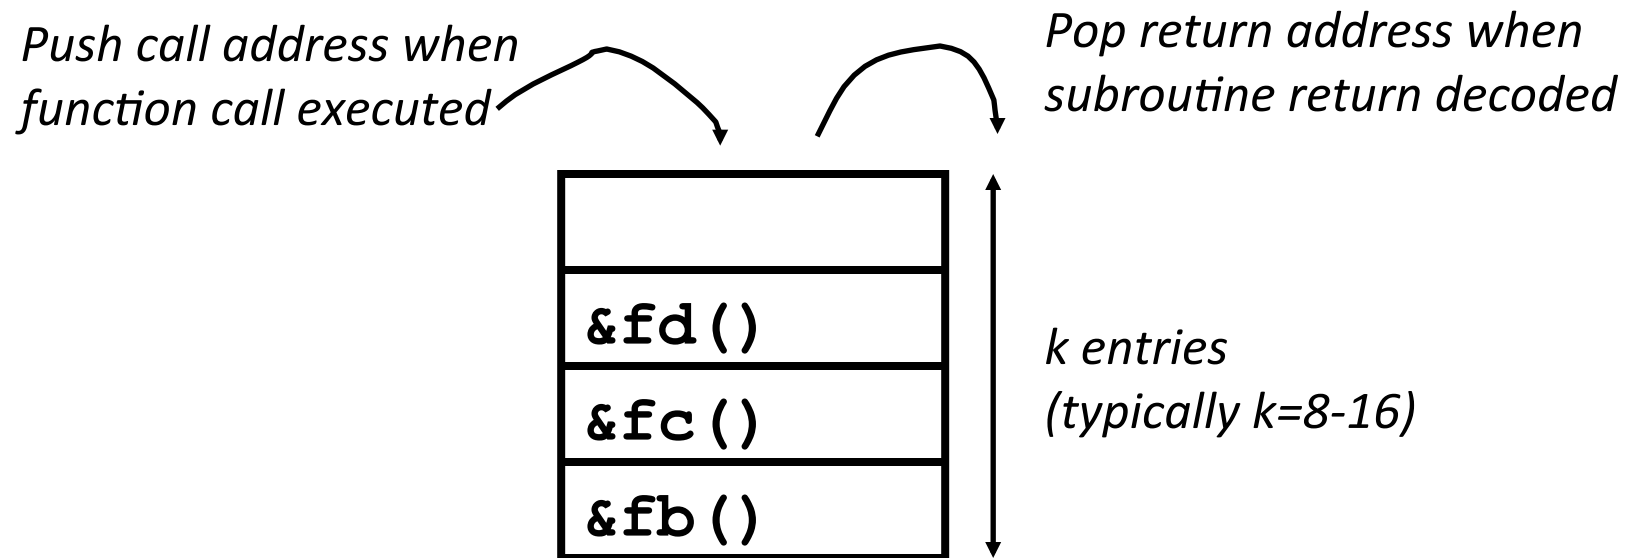 Push call address when
function call executed
Pop return address when
subroutine return decoded
&fd()
&fc()
&fb()
k entries
(typically k=8-16)